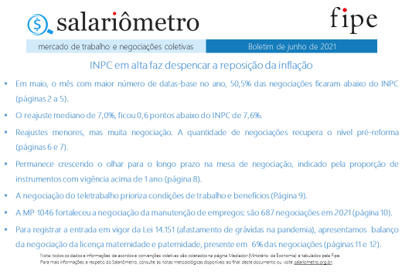 salariômetro
fipe
mercado de trabalho e negociações coletivas
Boletim de junho de 2021
INPC em alta faz despencar a reposição da inflação
Em maio, o mês com maior número de datas-base no ano, 50,5% das negociações ficaram abaixo do INPC
(páginas 2 a 5).
O reajuste mediano de 7,0%, ficou 0,6 pontos abaixo do INPC de 7,6%.
Reajustes menores, mas muita negociação. A quantidade de negociações recupera o nível pré-reforma
(páginas 6 e 7).
Permanece crescendo o olhar para o longo prazo na mesa de negociação, indicado pela proporção de
instrumentos com vigência acima de 1 ano (página 8).
A negociação do teletrabalho prioriza condições de trabalho e benefícios (Página 9).
A MP 1046 fortaleceu a negociação da manutenção de empregos: são 687 negociações em 2021 (página 10).
Para registrar a entrada em vigor da Lei 14.151 (afastamento de grávidas na pandemia), apresentamos balanço
da negociação da licença maternidade e paternidade, presente em 6% das negociações (páginas 11 e 12).
Nota: todos os dados e informações de acordos e convenções coletivas são coletados na página Mediador (Ministério da Economia) e tabulados pela Fipe.
Para mais informações a respeito do Salariômetro, consulte as notas metodológicas disponíveis ao final deste documento ou visite salariometro.org.br